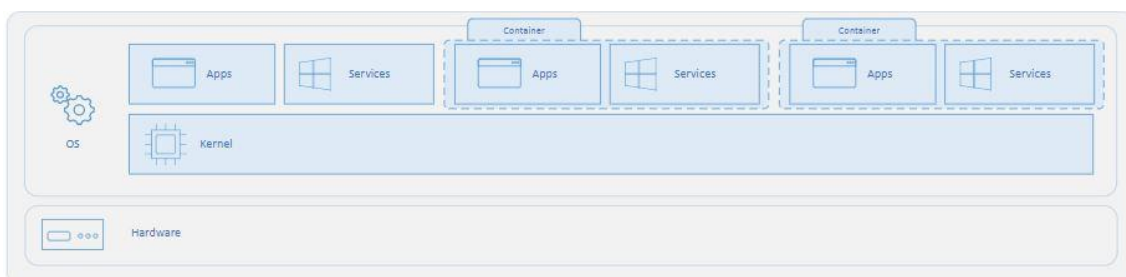 Container
Container
Apps
Services
Apps
Services
Apps
Services
OS
Kernel
Hardware